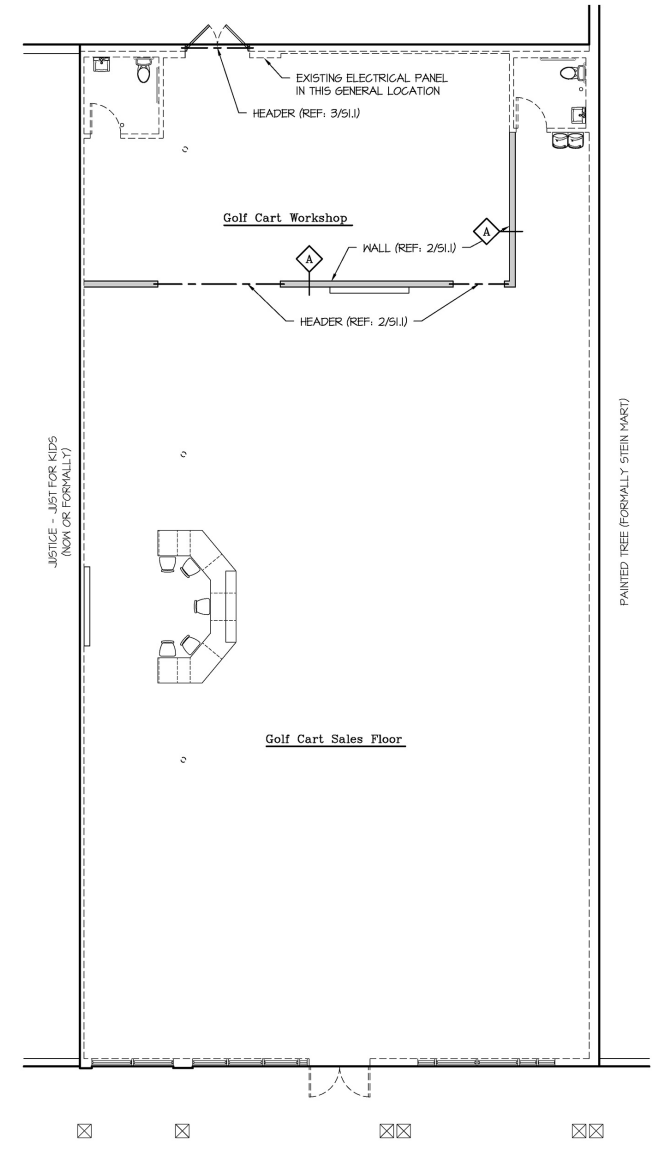 EXISTING ELECTRICAL PANEL
IN THIS GENERAL LOCATION
HEADER (REF: 3/S1.1)
Golf Cart Workshop
A
WALL (REF: 2/S1.1)
A
HEADER (REF: 2/S1.1)
JUSTICE - JUST FOR KIDS
(NOW OR FORMALLY)
PAINTED TREE (FORMALLY STEIN MART)
Golf Cart Sales Floor